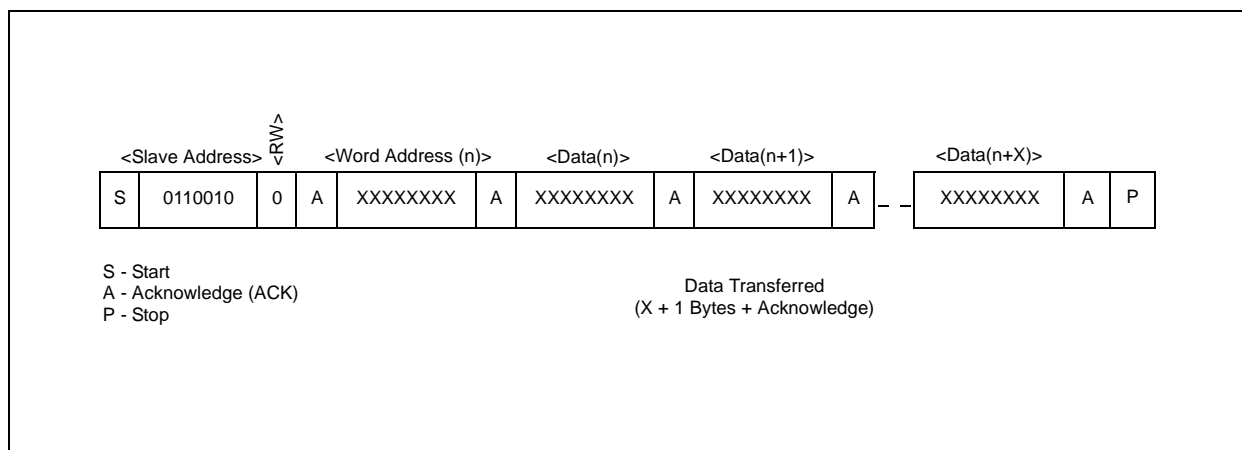 <Slave Address> <RW> <Word Address (n)> <Data(n)> <Data(n+1)> <Data(n+X)>
S 0110010 0 A XXXXXXXX A XXXXXXXX A XXXXXXXX A XXXXXXXX A P
S - Start
A - Acknowledge (ACK)
P - Stop
Data Transferred
(X + 1 Bytes + Acknowledge)